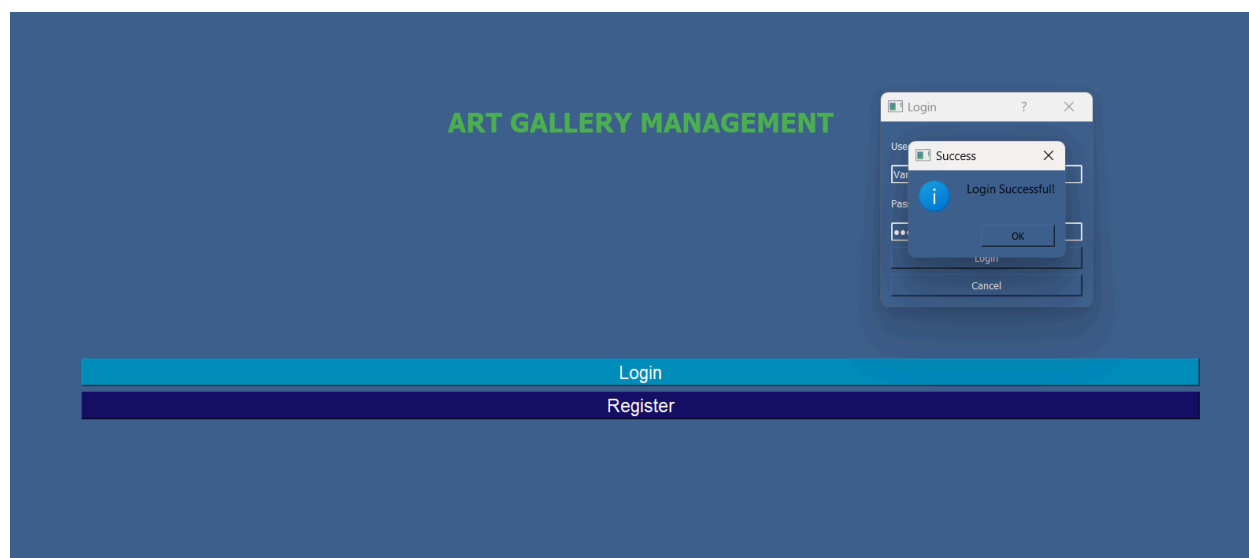 ART GALLERY MANAGEMENT
Login ?
Success
Login Successful!
OK
Login
Cancel
Login
Register